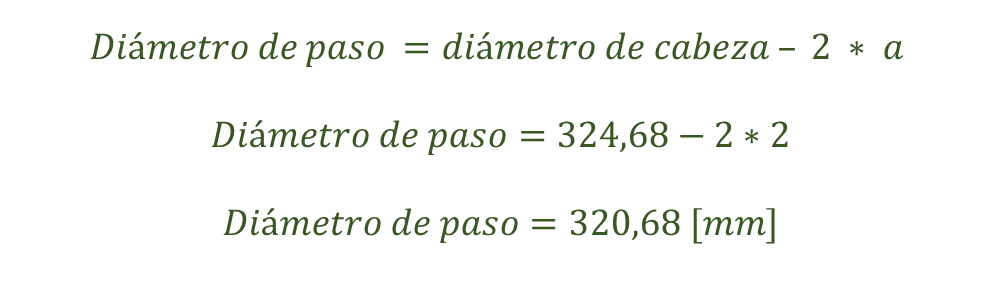 Diámetro de paso = diámetro de cabeza – 2 * a
Diámetro de paso = 324,68 − 2 * 2
Diámetro de paso = 320,68 [mm]